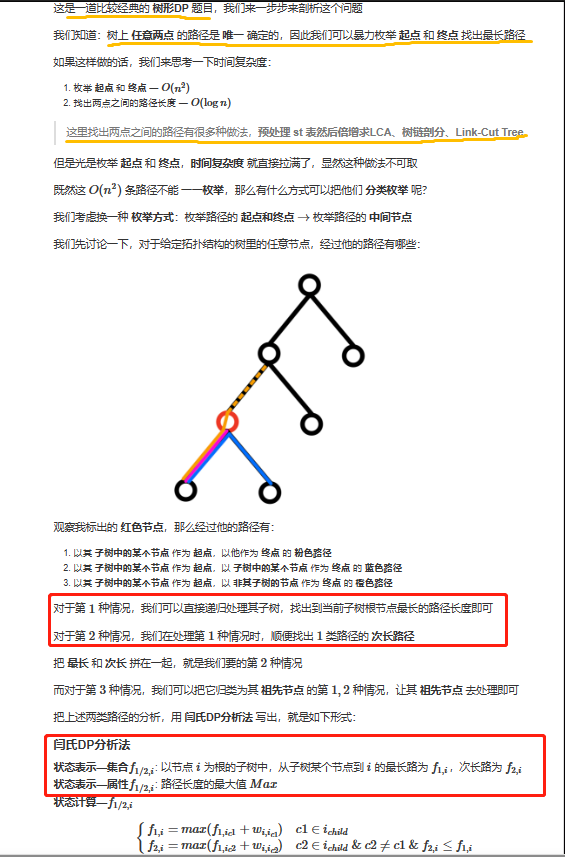 这是一道比较经典的 树形DP 题目，我们来一步步来剖析这个问题
我们知道：树上 任意两点 的路径是 唯一 确定的，因此我们可以暴力枚举 起点 和 终点 找出最长路径
如果这样做的话，我们来思考一下时间复杂度：
1. 枚举 起点 和 终点 — O(n²)
2. 找出两点之间的路径长度 — O(log n)
这里找出两点之间的路径有很多种做法，预处理 st 表然后倍增求LCA、树链剖分、Link-Cut Tree
但是光是枚举 起点 和 终点，时间复杂度 就直接拉满了，显然这种做法不可取
既然这 O(n²) 条路径不能 一一枚举，那么有什么方式可以把他们 分类枚举 呢？
我们考虑换一种 枚举方式：枚举路径的 起点和终点 → 枚举路径的 中间节点
我们先讨论一下，对于给定拓扑结构的树里的任意节点，经过他的路径有哪些：
观察我标出的 红色节点，那么经过他的路径有：
1. 以其 子树中的某个节点 作为 起点，以他作为 终点 的 粉色路径
2. 以其 子树中的某个节点 作为 起点，以 子树中的某个节点 作为 终点 的 蓝色路径
3. 以其 子树中的某个节点 作为 起点，以 非其子树的节点 作为 终点 的 橙色路径
对于第 1 种情况，我们可以直接递归处理其子树，找出到当前子树根节点最长的路径长度即可
对于第 2 种情况，我们在处理第 1 种情况时，顺便找出 1 类路径的 次长路径
把 最长 和 次长 拼在一起，就是我们要的第 2 种情况
而对于第 3 种情况，我们可以把它归类为其 祖先节点 的第 1, 2 种情况，让其 祖先节点 去处理即可
把上述两类路径的分析，用 闫氏DP分析法 写出，就是如下形式：
闫氏DP分析法
状态表示—集合f_{1/2,i}: 以节点 i 为根的子树中，从子树某个节点到 i 的最长路为 f_{1,i}，次长路为 f_{2,i}
状态表示—属性f_{1/2,i}: 路径长度的最大值 Max
状态计算—f_{1/2,i}
f_{1,i} = max(f_{1,ic1} + w_{i,ic1}) c1 ∈ i_{child}
f_{2,i} = max(f_{1,ic2} + w_{i,ic2}) c2 ∈ i_{child} & c2 ≠ c1 & f_{2,i} ≤ f_{1,i}